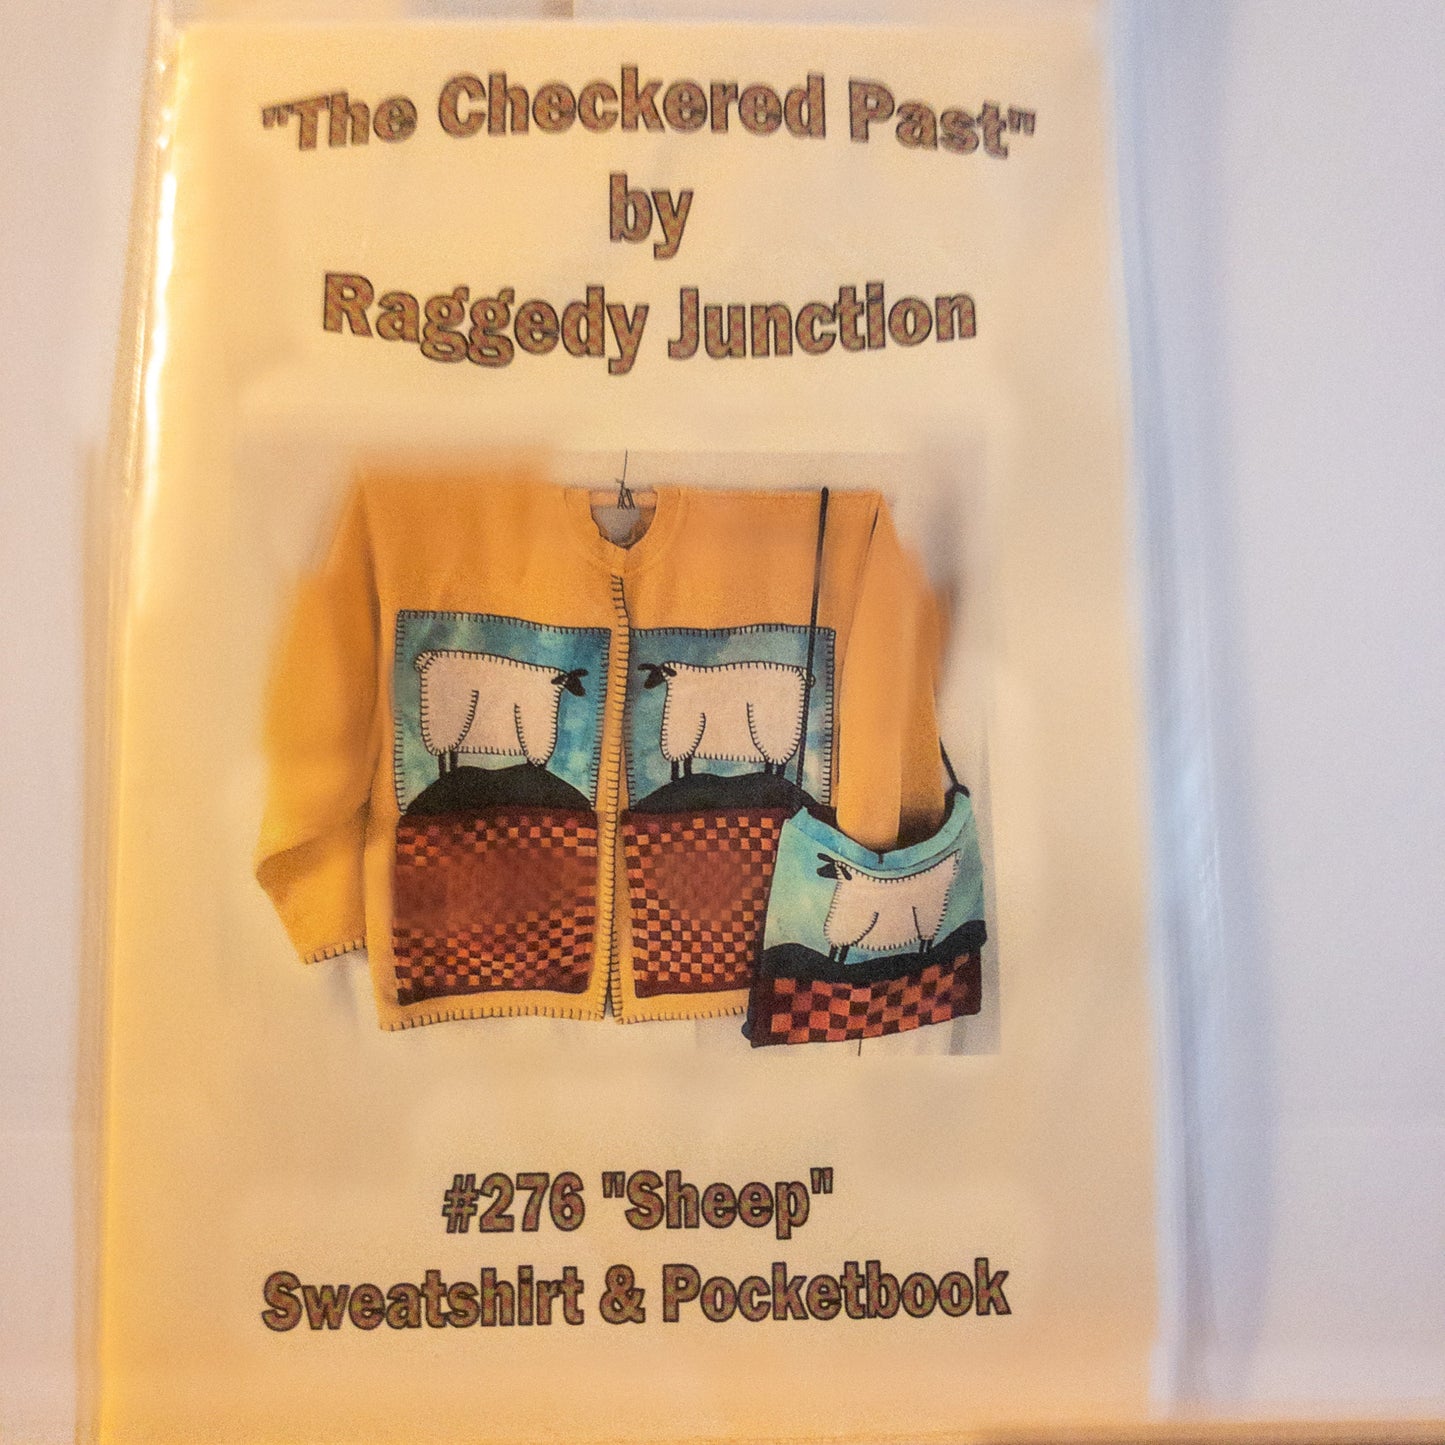 "The Checkered Past"
by
Raggedy Junction
#276 "Sheep"
Sweatshirt & Pocketbook